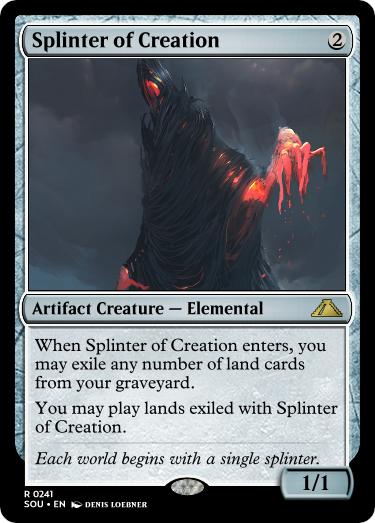 Splinter of Creation 2
Artifact Creature — Elemental
When Splinter of Creation enters, you
may exile any number of land cards
from your graveyard.
You may play lands exiled with Splinter
of Creation.
Each world begins with a single splinter.
1/1
R 0241
SOU • EN DENIS LOEBNER